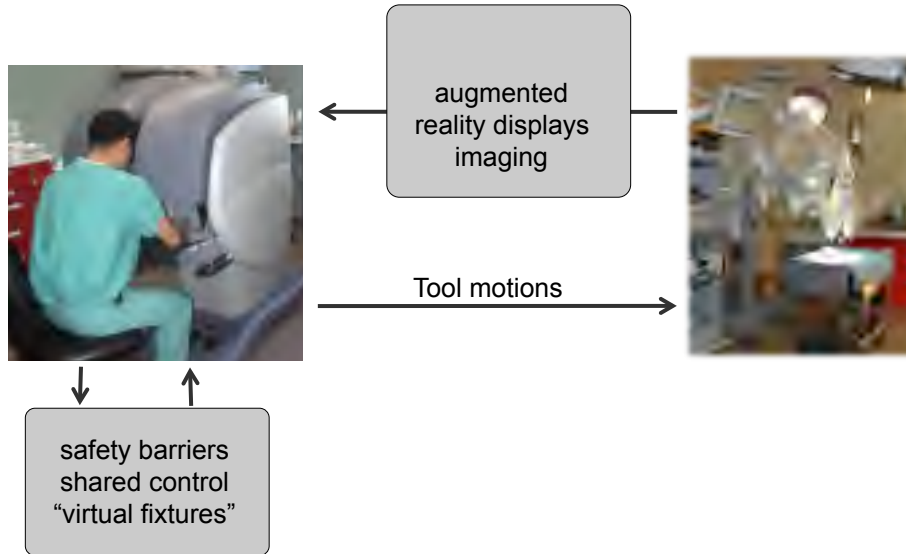 augmented
reality displays
imaging
Tool motions
safety barriers
shared control
“virtual fixtures”